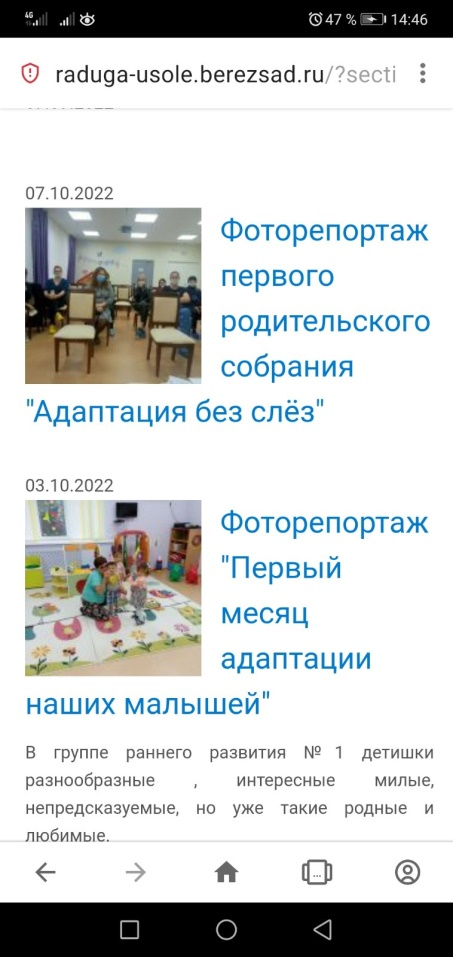 4G 47 % 14:46
raduga-usole.berezsad.ru/?secti
07.10.2022
Фоторепортаж
первого
родительского
собрания
"Адаптация без слёз"
03.10.2022
Фоторепортаж
"Первый
месяц
адаптации
наших малышей"
В группе раннего развития №1 детишки
разнообразные , интересные милые,
непредсказуемые, но уже такие родные и
любимые.